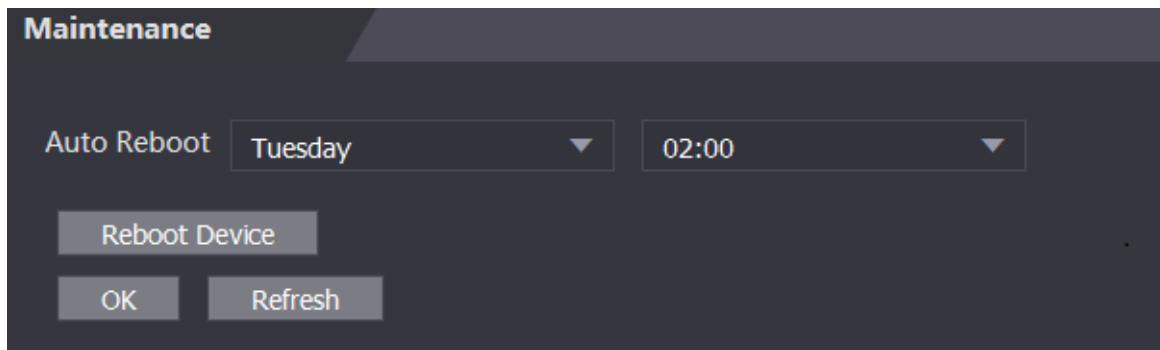 Maintenance
Auto Reboot Tuesday 02:00
Reboot Device
OK Refresh